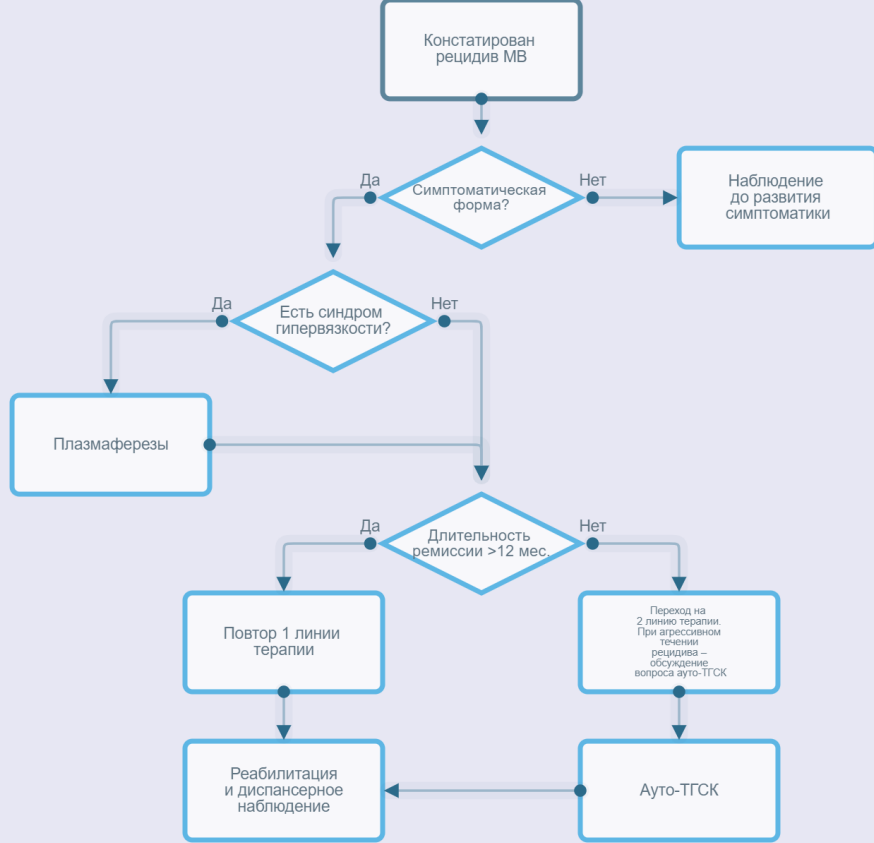 Констатирован
рецидив МВ
Да
Симптоматическая
форма?
Нет
Наблюдение
до развития
симптоматики
Да
Есть синдром
гипервязкости?
Нет
Плазмаферезы
Да
Длительность
ремиссии >12 мес.
Нет
Повтор 1 линии
терапии
Переход на
2 линию терапии.
При агрессивном
течении
рецидива –
обсуждение
вопроса ауто-ТГСК
Реабилитация
и диспансерное
наблюдение
Ауто-ТГСК